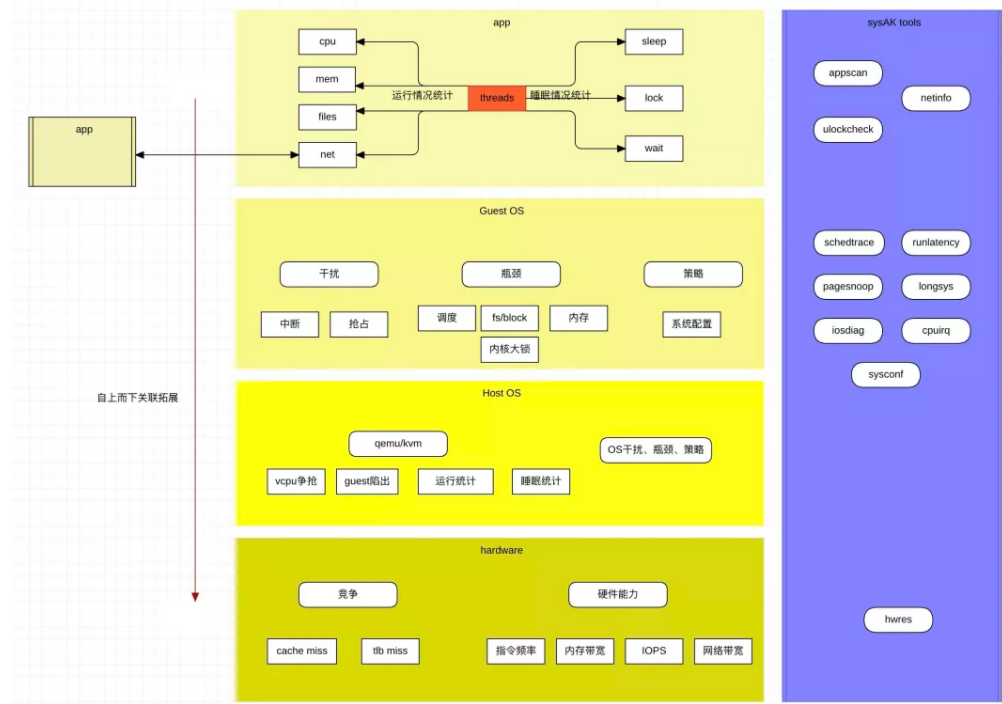 app
cpu
mem
files
net
运行情况统计
threads
睡眠情况统计
sleep
lock
wait
app
Guest OS
干扰
瓶颈
策略
中断
抢占
调度
fs/block
内存
内核大锁
系统配置
自上而下关联拓展
Host OS
qemu/kvm
OS干扰、瓶颈、策略
vcpu争抢
guest陷出
运行统计
睡眠统计
hardware
竞争
硬件能力
cache miss
tlb miss
指令频率
内存带宽
IOPS
网络带宽
sysAK tools
appscan
netinfo
ulockcheck
schedtrace
runlatency
pagesnoop
longsys
iosdiag
cpuirq
sysconf
hwres